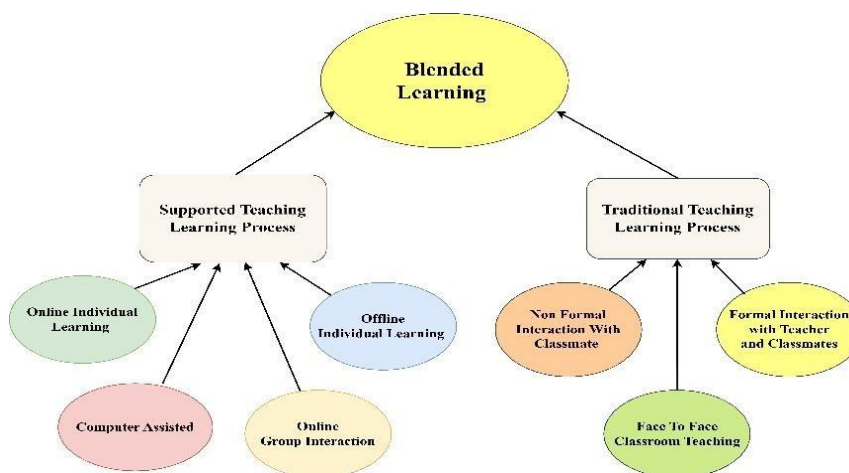 Blended
Learning
Supported Teaching
Learning Process
Traditional Teaching
Learning Process
Online Individual
Learning
Offline
Individual Learning
Non Formal
Interaction With
Classmate
Formal Interaction
with Teacher
and Classmates
Computer Assisted
Online
Group Interaction
Face To Face
Classroom Teaching